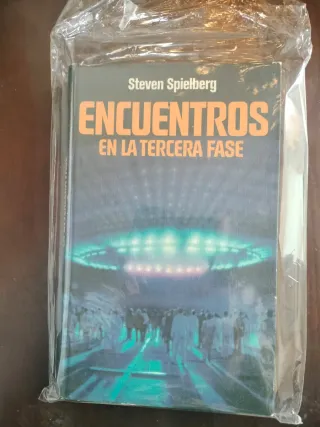 Steven Spielberg
ENCUENTROS
EN LA TERCERA FASE